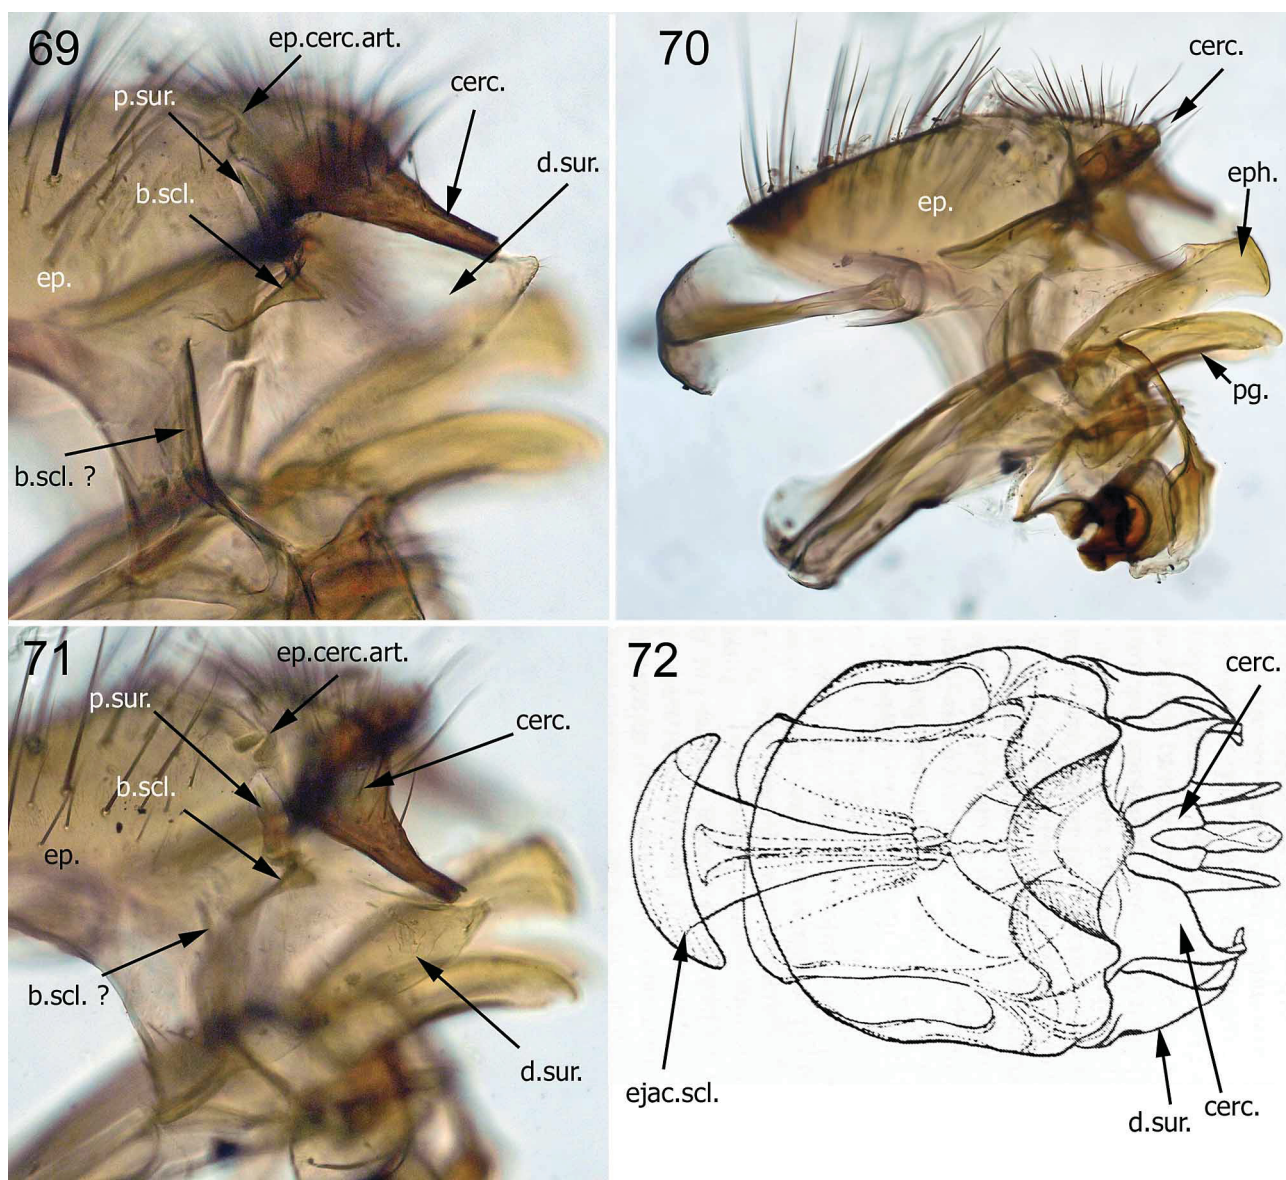 69
ep.cerc.art.
p.sur.
cerc.
b.scl.
d.sur.
ep.
b.scl. ?
70
cerc.
eph.
ep.
pg.
71
ep.cerc.art.
p.sur.
cerc.
b.scl.
ep.
b.scl. ?
d.sur.
72
cerc.
ejac.scl.
cerc.
d.sur.